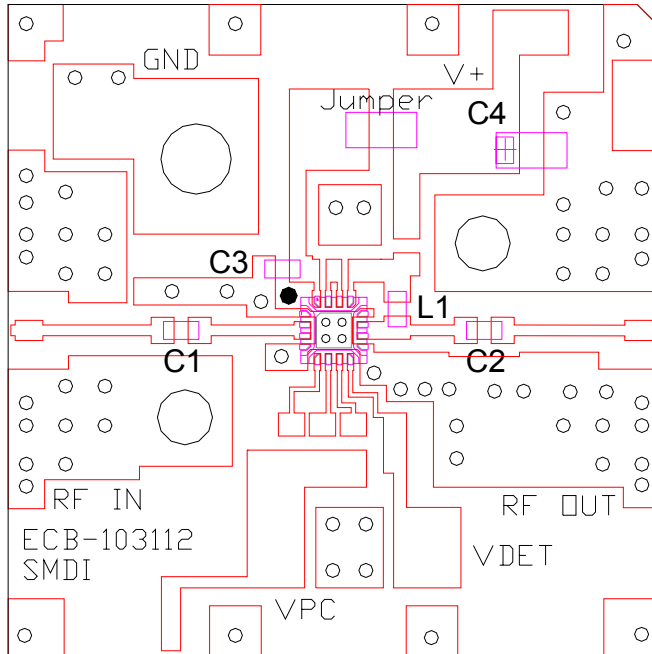 GND
V+
Jumper
C4
C3
L1
C1
C2
RF IN
RF OUT
ECB-103112
SMDI
VDET
VPC